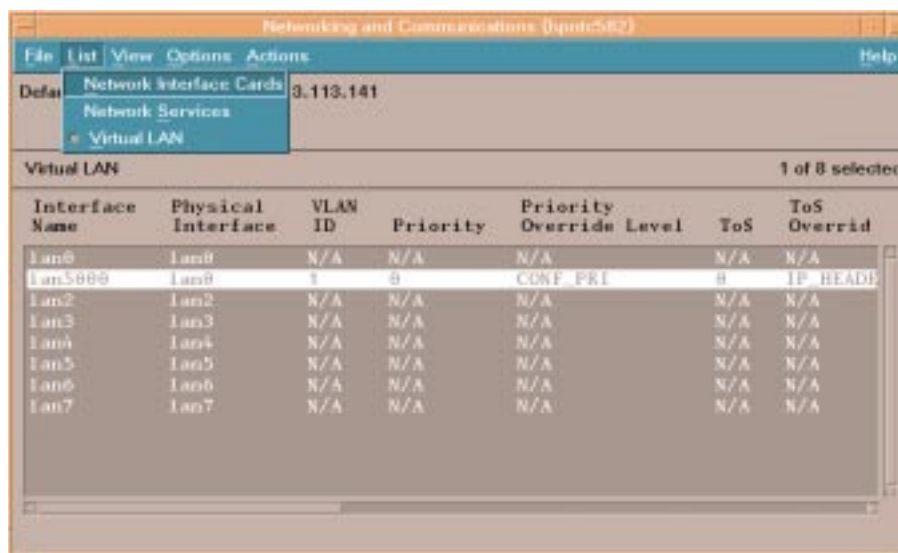 Networking and Communications (hpntc582)
File List View Options Actions Help
Network Interface Cards
Network Services
Virtual LAN
Defau 3.113.141
Virtual LAN 1 of 8 selected
Interface Name Physical Interface VLAN ID Priority Priority Override Level ToS ToS Overrid
lan0 lan0 N/A N/A N/A N/A N/A
lan5000 lan0 1 0 CONF_PRI 0 IP_HEADE
lan2 lan2 N/A N/A N/A N/A N/A
lan3 lan3 N/A N/A N/A N/A N/A
lan4 lan4 N/A N/A N/A N/A N/A
lan5 lan5 N/A N/A N/A N/A N/A
lan6 lan6 N/A N/A N/A N/A N/A
lan7 lan7 N/A N/A N/A N/A N/A